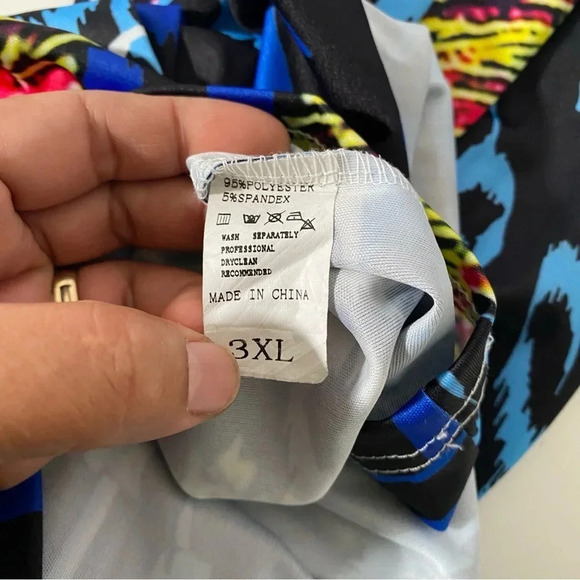 95%POLYESTER
5%SPANDEX
WASH SEPARATELY
PROFESSIONAL
DRYCLEAN
RECOMMENDED
MADE IN CHINA
3XL